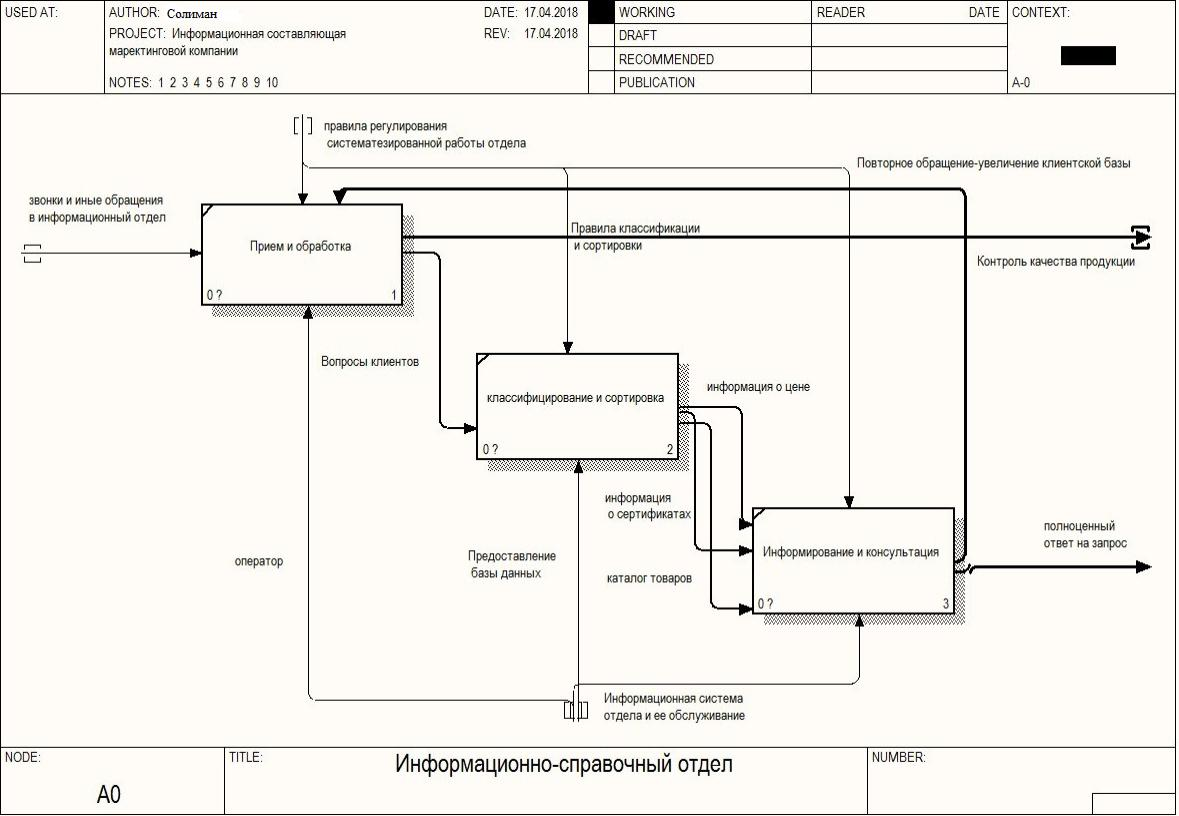 USED AT:
AUTHOR: Солиман
DATE: 17.04.2018
PROJECT: Информационная составляющая
маректинговой компании
REV: 17.04.2018
NOTES: 1 2 3 4 5 6 7 8 9 10
WORKING
DRAFT
RECOMMENDED
PUBLICATION
READER DATE
CONTEXT:
A-0
правила регулирования
систематезированной работы отдела
Повторное обращение-увеличение клиентской базы
звонки и иные обращения
в информационный отдел
Прием и обработка
0 ? 1
Правила классификации
и сортировки
Контроль качества продукции
Вопросы клиентов
классифицирование и сортировка
0 ? 2
информация о цене
информация
о сертификатах
каталог товаров
Информирование и консультация
0 ? 3
полноценный
ответ на запрос
оператор
Предоставление
базы данных
Информационная система
отдела и ее обслуживание
NODE:
A0
TITLE:
Информационно-справочный отдел
NUMBER: